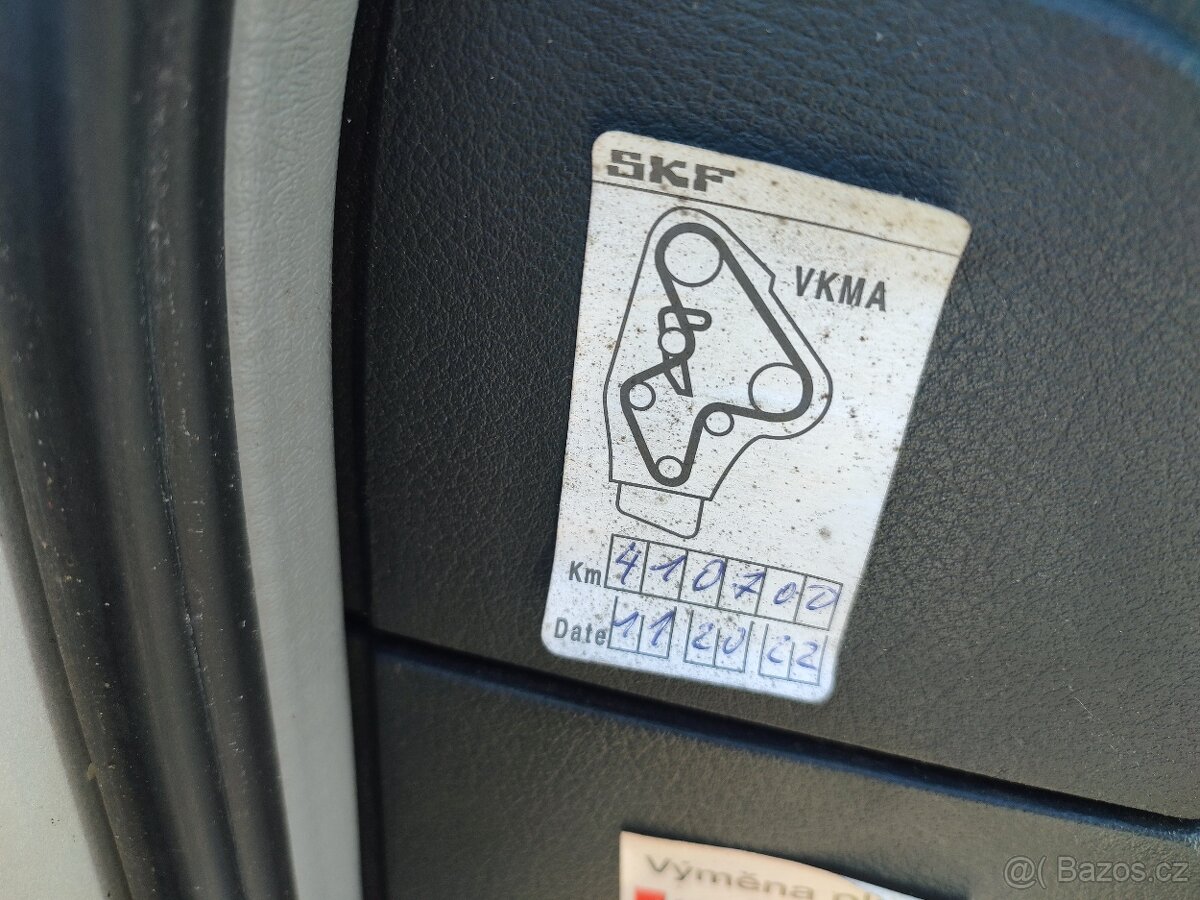 SKF
VKMA
Km 410700
Date 11 20 22
Výměna
@( Bazos.cz